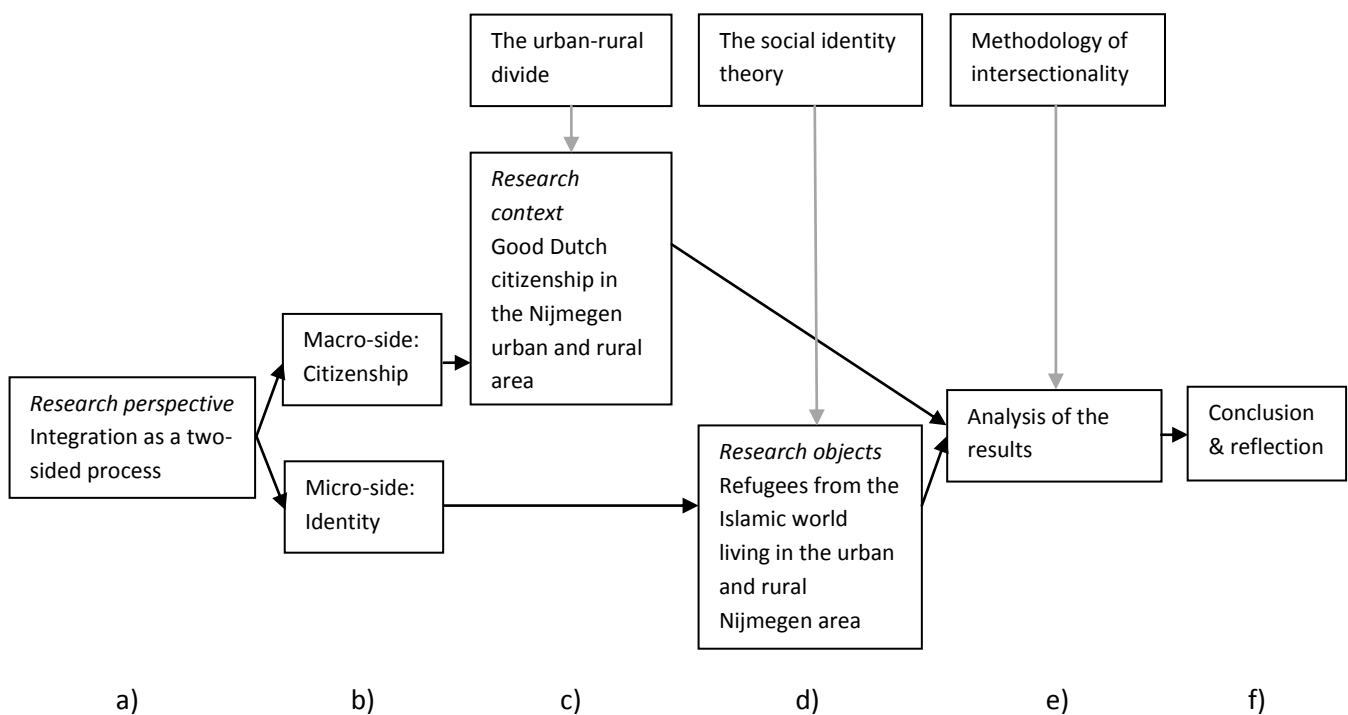 The urban-rural
divide
The social identity
theory
Methodology of
intersectionality
Research
context
Good Dutch
citizenship in
the Nijmegen
urban and rural
area
Macro-side:
Citizenship
Research perspective
Integration as a two-
sided process
Micro-side:
Identity
Research objects
Refugees from the
Islamic world
living in the urban
and rural
Nijmegen area
Analysis of the
results
Conclusion
& reflection
a) b) c) d) e) f)